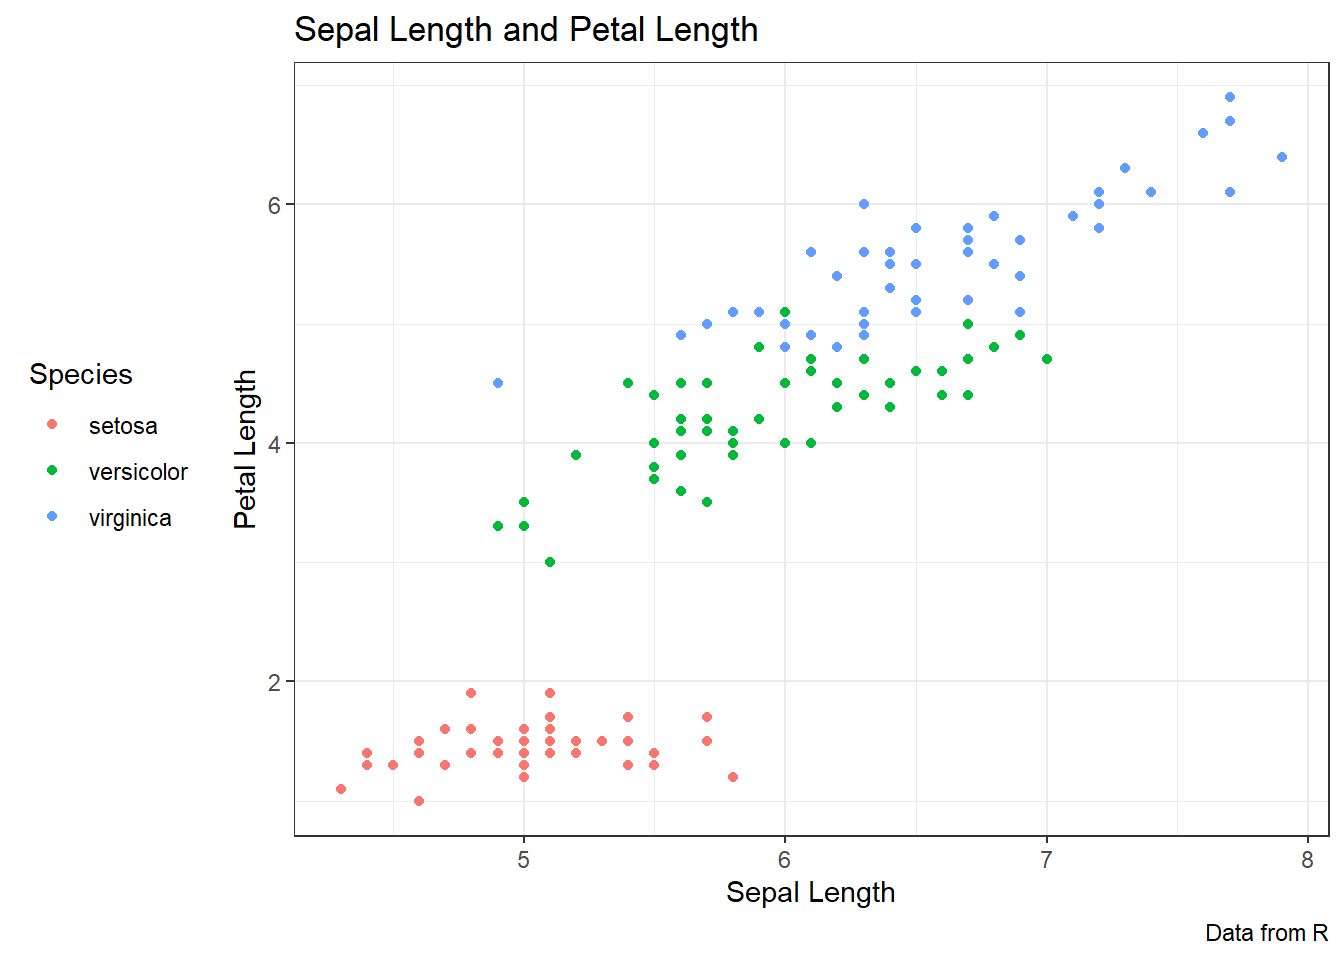 Sepal Length and Petal Length
Species
setosa
versicolor
virginica
Petal Length
6
4
2
5
6
7
8
Sepal Length
Data from R